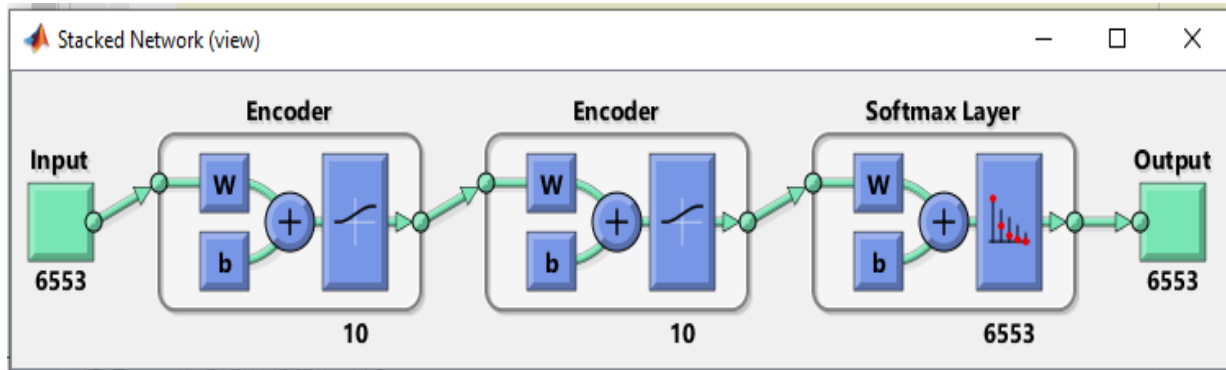 Stacked Network (view)
Encoder Encoder Softmax Layer
Input Output
W W W
b b b
6553 6553
10 10 6553